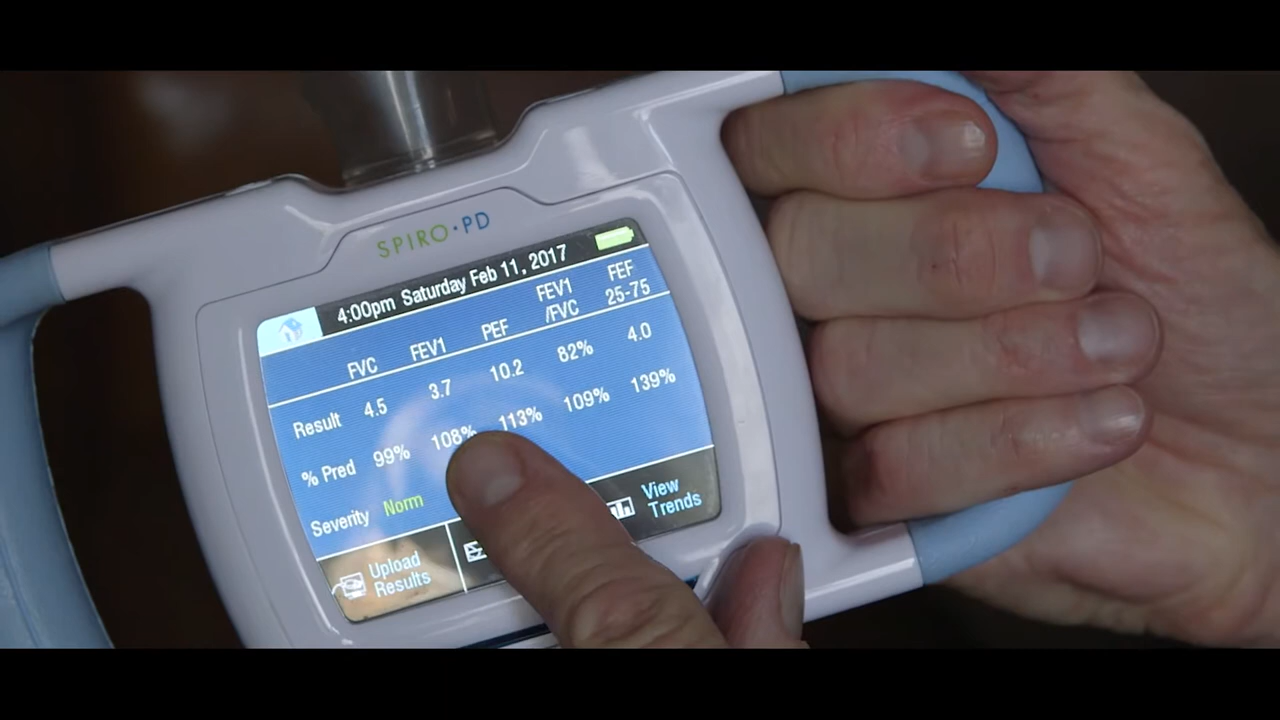 SPIRO·PD
4:00pm Saturday Feb 11, 2017
FVC FEV1 PEF FEV1 /FVC FEF 25-75
Result 4.5 3.7 10.2 82% 4.0
% Pred 99% 108% 113% 109% 139%
Severity Norm
Upload Results
View Trends